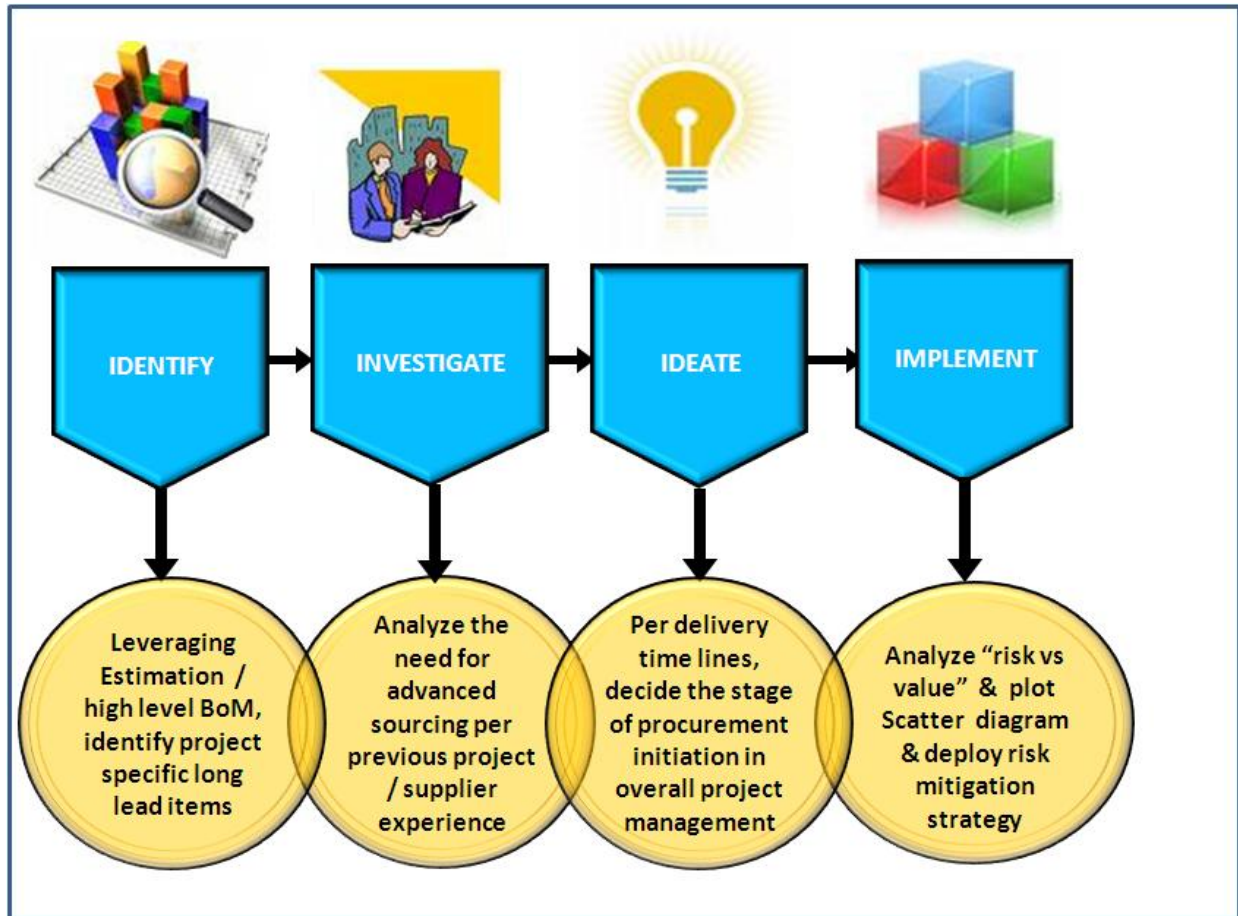 IDENTIFY
INVESTIGATE
IDEATE
IMPLEMENT
Leveraging
Estimation /
high level BoM,
identify project
specific long
lead items
Analyze the
need for
advanced
sourcing per
previous project
/ supplier
experience
Per delivery
time lines,
decide the stage
of procurement
initiation in
overall project
management
Analyze “risk vs
value” & plot
Scatter diagram
& deploy risk
mitigation
strategy